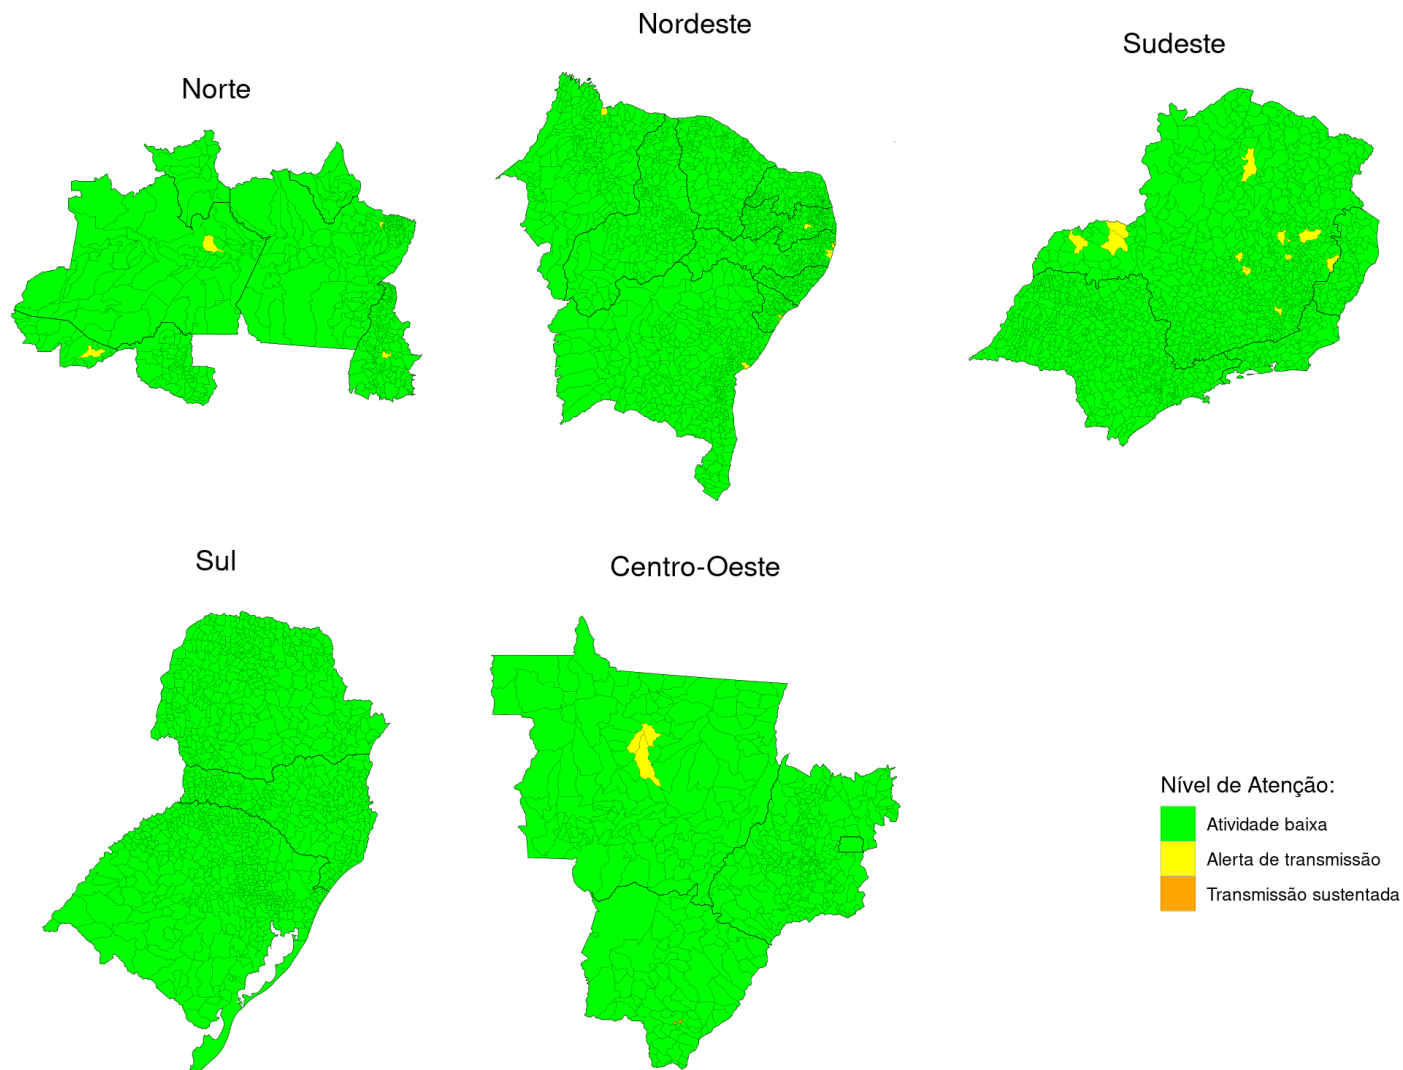 Nordeste
Sudeste
Norte
Sul
Centro-Oeste
Nível de Atenção:
Atividade baixa
Alerta de transmissão
Transmissão sustentada